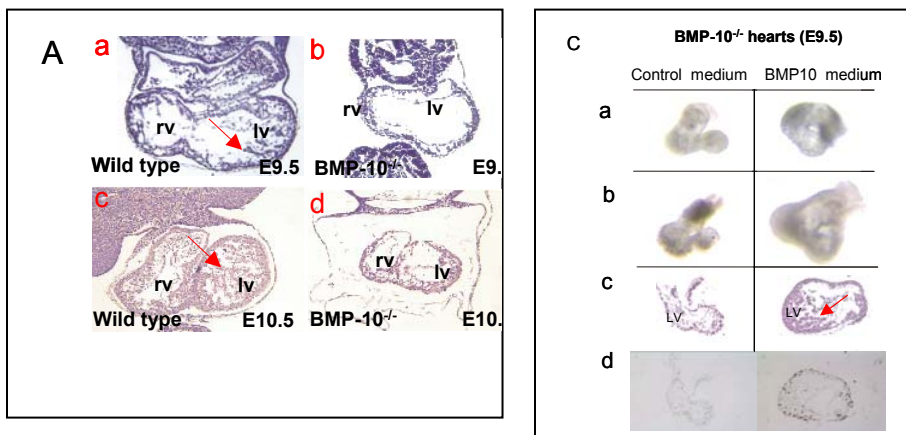 A
a
b
rv
lv
Wild type
E9.5
rv
lv
BMP-10-/-
E9.
c
d
rv
lv
Wild type
E10.5
rv
lv
BMP-10-/-
E10.
c
BMP-10-/- hearts (E9.5)
Control medium
BMP10 medium
a
b
c
LV
LV
d